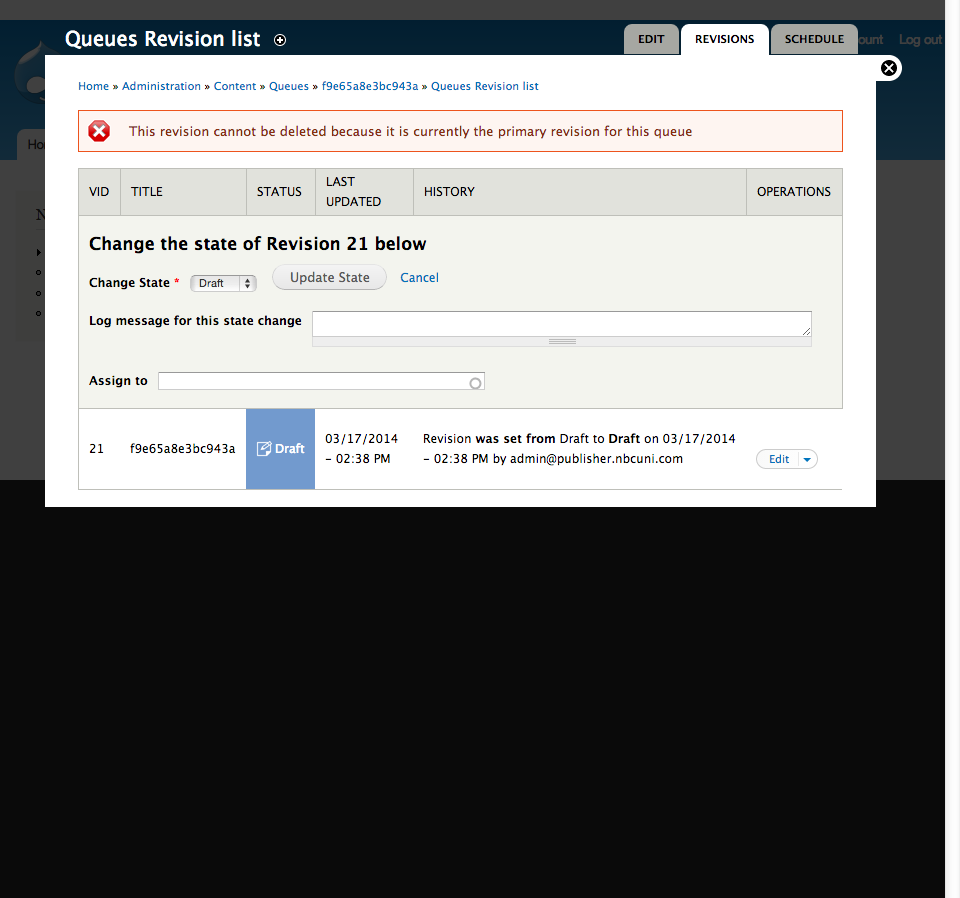 Queues Revision list
EDIT
REVISIONS
SCHEDULE
Log out
Home » Administration » Content » Queues » f9e65a8e3bc943a » Queues Revision list
This revision cannot be deleted because it is currently the primary revision for this queue
VID
TITLE
STATUS
LAST
UPDATED
HISTORY
OPERATIONS
Change the state of Revision 21 below
Change State *
Draft
Update State
Cancel
Log message for this state change
Assign to
21
f9e65a8e3bc943a
Draft
03/17/2014
– 02:38 PM
Revision was set from Draft to Draft on 03/17/2014
– 02:38 PM by admin@publisher.nbcuni.com
Edit